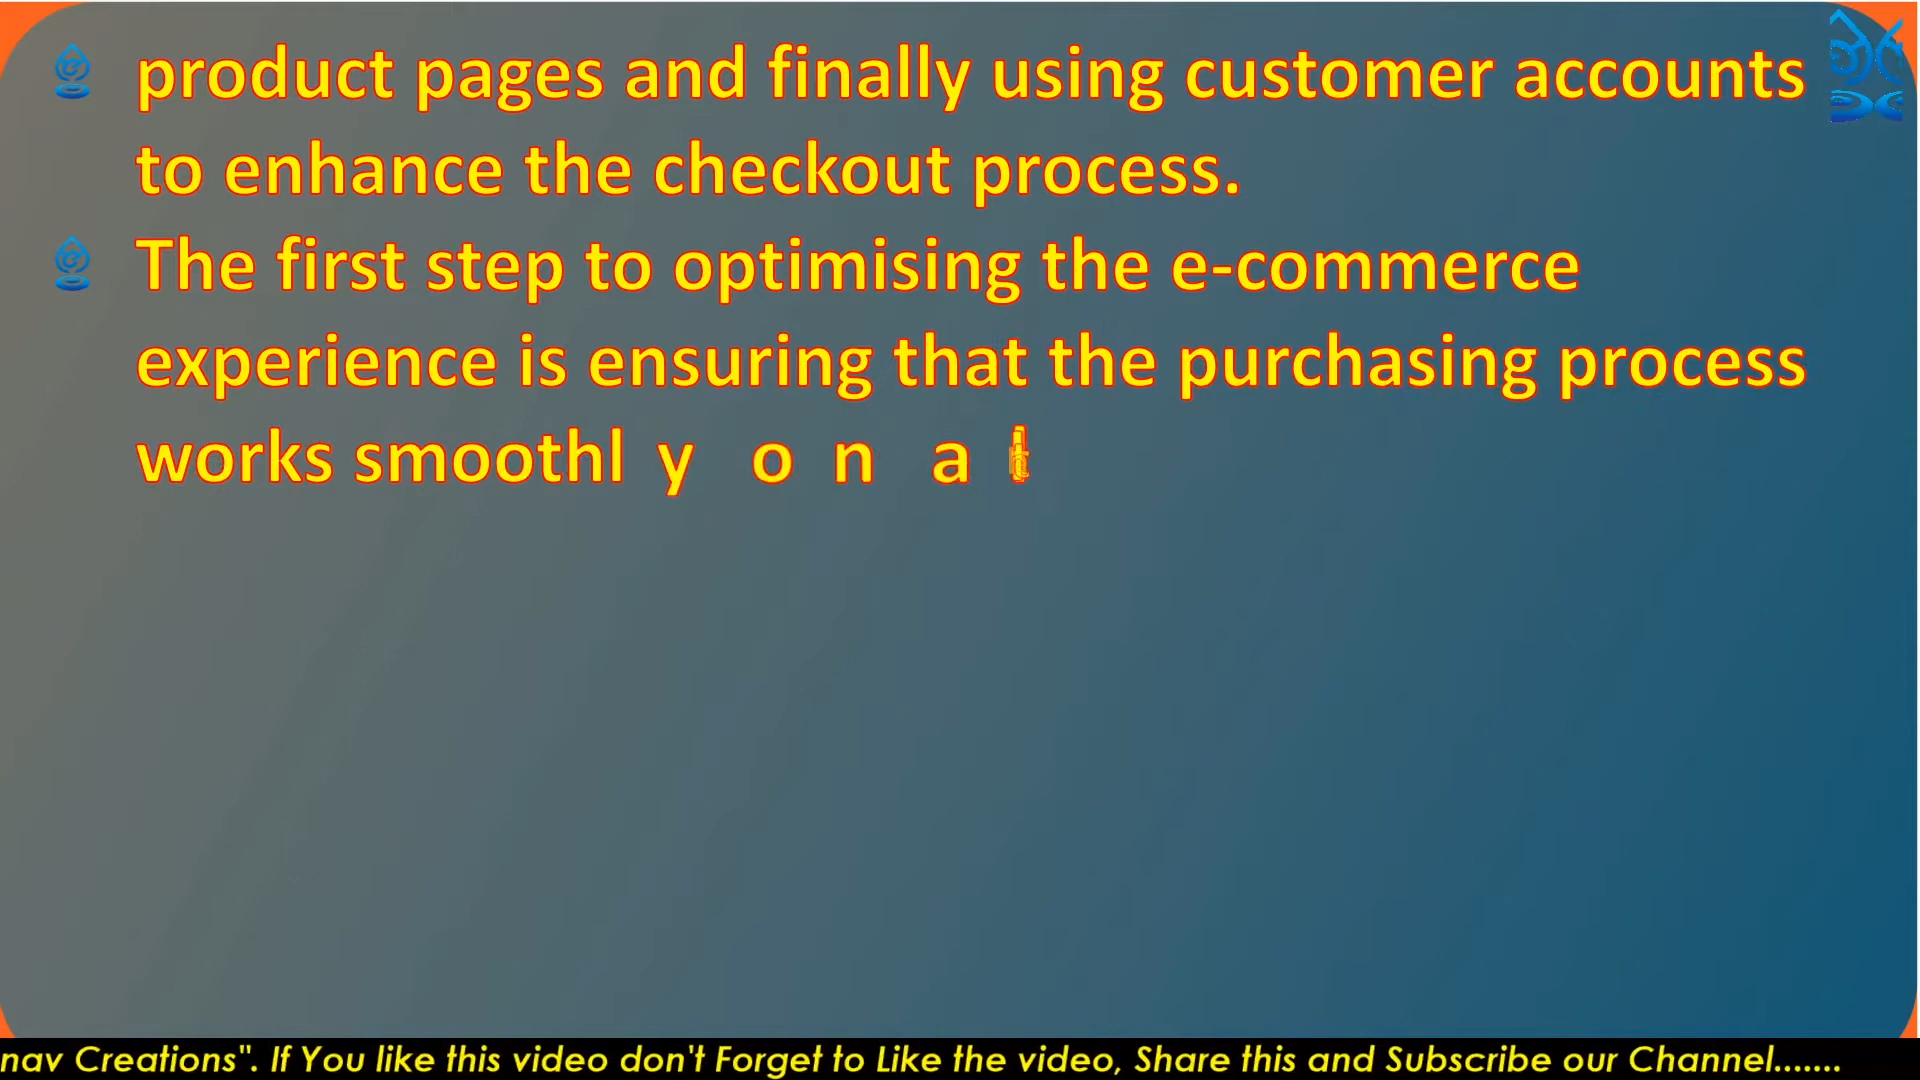 product pages and finally using customer accounts
to enhance the checkout process.
The first step to optimising the e-commerce
experience is ensuring that the purchasing process
works smoothly on a
nav Creations". If You like this video don't Forget to Like the video, Share this and Subscribe our Channel.......